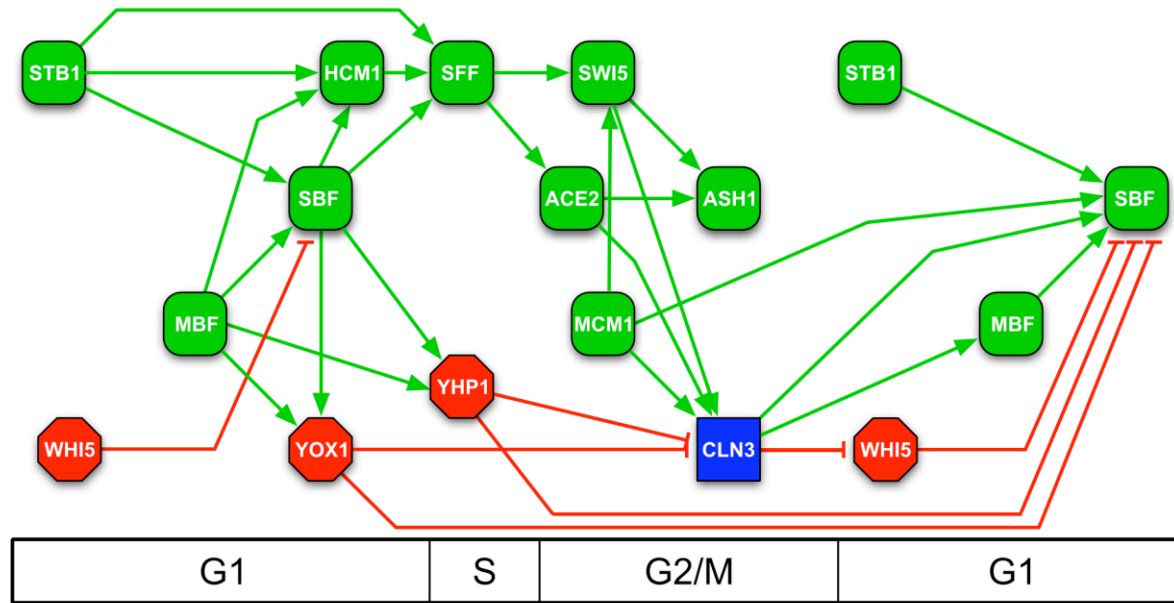 STB1
HCM1
SFF
SWI5
STB1
SBF
ACE2
ASH1
SBF
MBF
MCM1
MBF
YHP1
WHI5
YOX1
CLN3
WHI5
G1
S
G2/M
G1